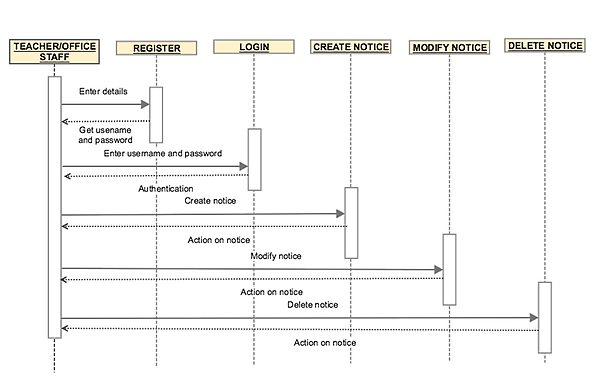 TEACHER/OFFICE
STAFF
REGISTER
LOGIN
CREATE NOTICE
MODIFY NOTICE
DELETE NOTICE
Enter details
Get usename
and password
Enter username and password
Authentication
Create notice
Action on notice
Modify notice
Action on notice
Delete notice
Action on notice